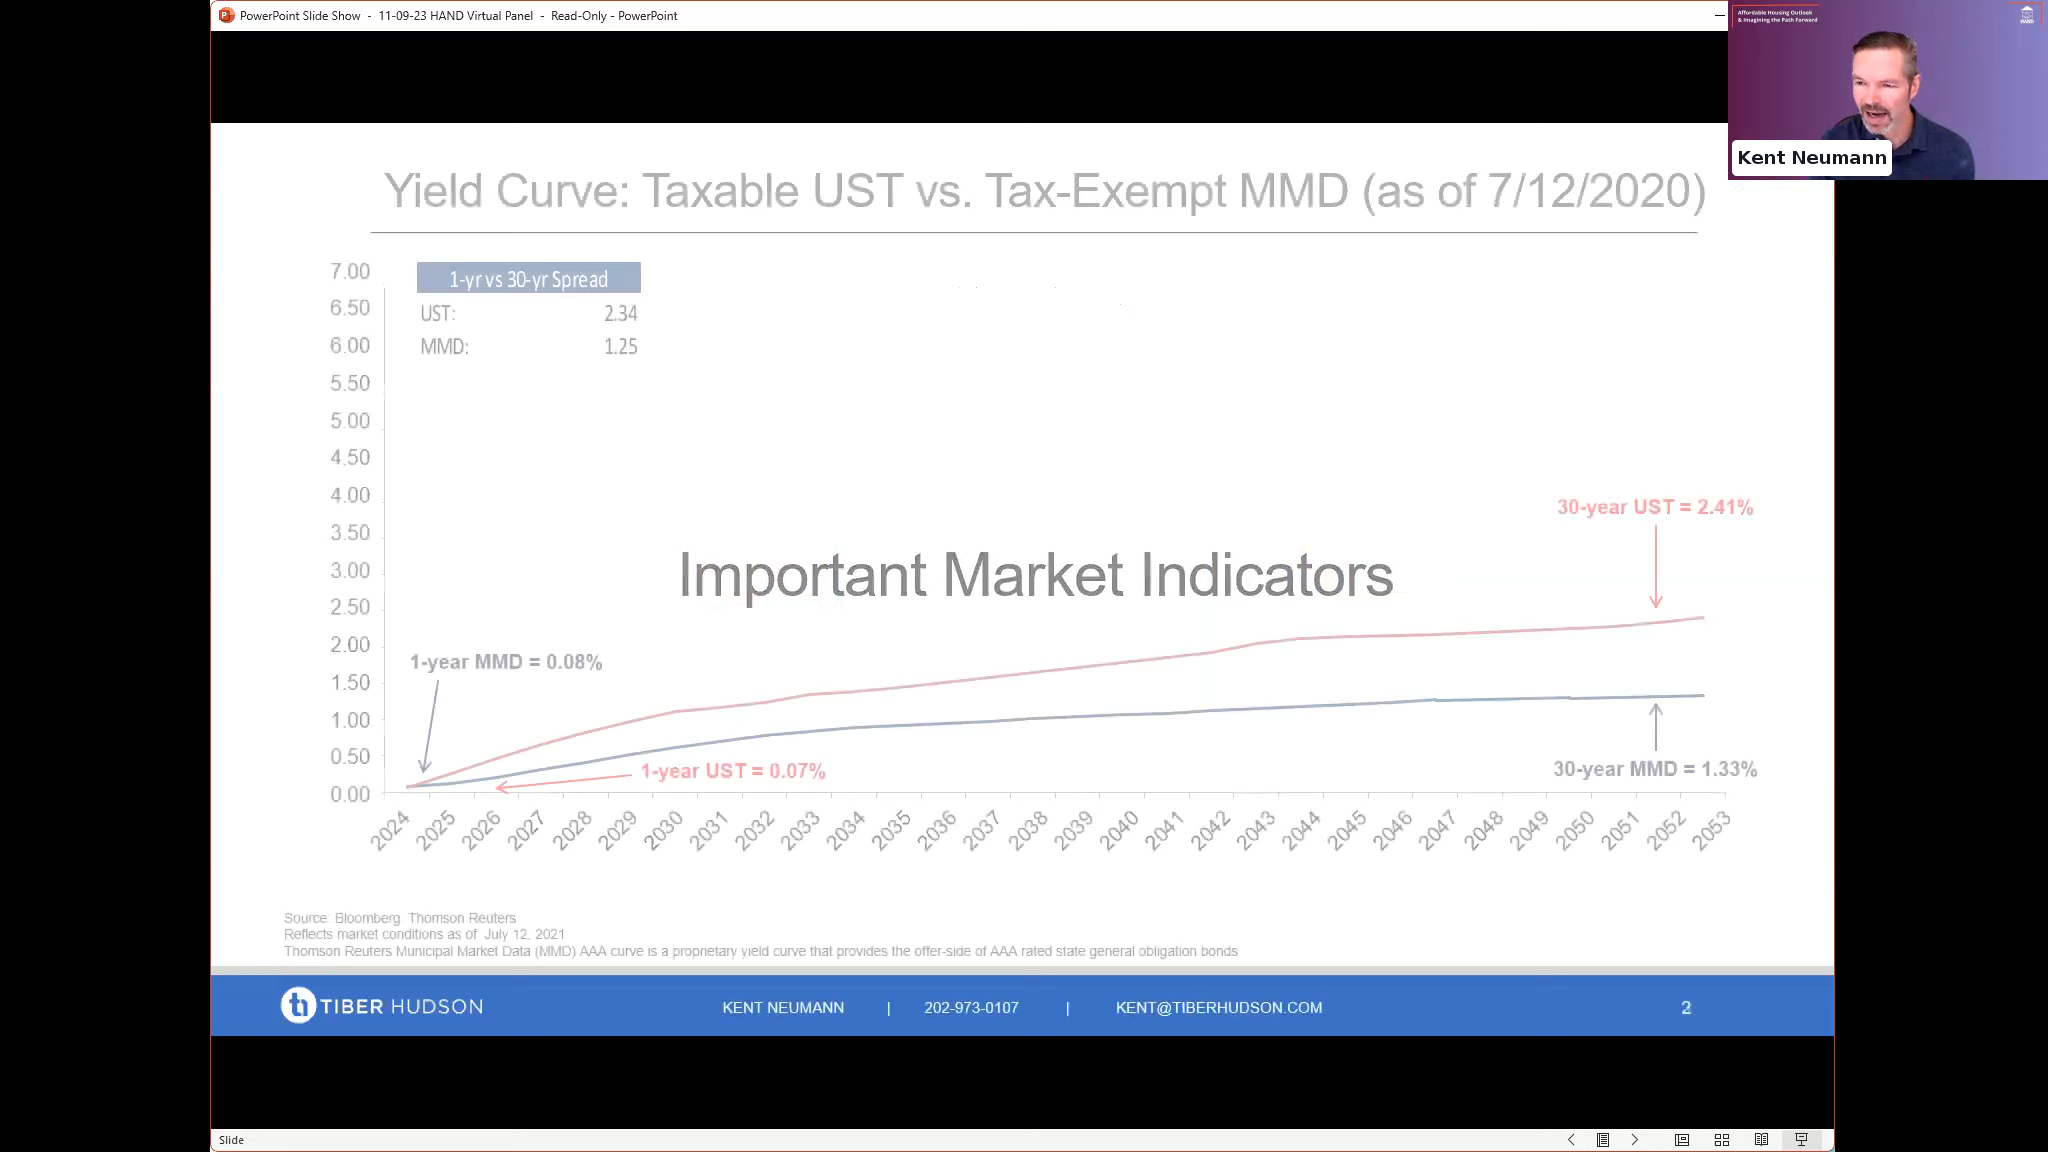 PowerPoint Slide Show - 11-09-23 HAND Virtual Panel - Read-Only - PowerPoint
Affordable Housing Outlook
& Imagining the Path Forward
HAND
Kent Neumann
Yield Curve: Taxable UST vs. Tax-Exempt MMD (as of 7/12/2020)
7.00
6.50
6.00
5.50
5.00
4.50
4.00
3.50
3.00
2.50
2.00
1.50
1.00
0.50
0.00
1-yr vs 30-yr Spread
UST: 2.34
MMD: 1.25
30-year UST = 2.41%
Important Market Indicators
1-year MMD = 0.08%
1-year UST = 0.07%
30-year MMD = 1.33%
2024 2025 2026 2027 2028 2029 2030 2031 2032 2033 2034 2035 2036 2037 2038 2039 2040 2041 2042 2043 2044 2045 2046 2047 2048 2049 2050 2051 2052 2053
Source: Bloomberg Thomson Reuters
Reflects market conditions as of July 12, 2021
Thomson Reuters Municipal Market Data (MMD) AAA curve is a proprietary yield curve that provides the offer-side of AAA rated state general obligation bonds
TIBER HUDSON
KENT NEUMANN | 202-973-0107 | KENT@TIBERHUDSON.COM
Slide